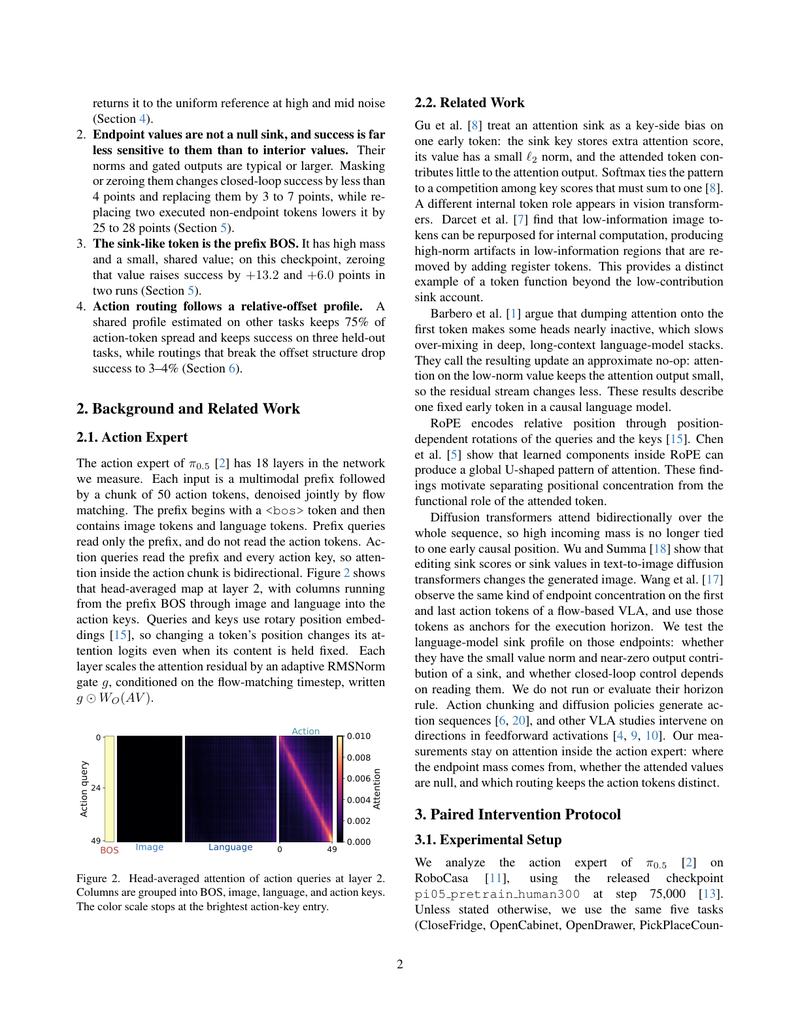 returns it to the uniform reference at high and mid noise
(Section 4).
2. Endpoint values are not a null sink, and success is far
less sensitive to them than to interior values. Their
norms and gated outputs are typical or larger. Masking
or zeroing them changes closed-loop success by less than
4 points and replacing them by 3 to 7 points, while re-
placing two executed non-endpoint tokens lowers it by
25 to 28 points (Section 5).
3. The sink-like token is the prefix BOS. It has high mass
and a small, shared value; on this checkpoint, zeroing
that value raises success by +13.2 and +6.0 points in
two runs (Section 5).
4. Action routing follows a relative-offset profile. A
shared profile estimated on other tasks keeps 75% of
action-token spread and keeps success on three held-out
tasks, while routings that break the offset structure drop
success to 3–4% (Section 6).
2. Background and Related Work
2.1. Action Expert
The action expert of π0.5 [2] has 18 layers in the network
we measure. Each input is a multimodal prefix followed
by a chunk of 50 action tokens, denoised jointly by flow
matching. The prefix begins with a <bos> token and then
contains image tokens and language tokens. Prefix queries
read only the prefix, and do not read the action tokens. Ac-
tion queries read the prefix and every action key, so atten-
tion inside the action chunk is bidirectional. Figure 2 shows
that head-averaged map at layer 2, with columns running
from the prefix BOS through image and language into the
action keys. Queries and keys use rotary position embed-
dings [15], so changing a token's position changes its at-
tention logits even when its content is held fixed. Each
layer scales the attention residual by an adaptive RMSNorm
gate g, conditioned on the flow-matching timestep, written
g ⊙ WO(AV).
Action
0
24
49
Action query
BOS
Image
Language
0
49
0.010
0.008
0.006
0.004
0.002
0.000
Attention
Figure 2. Head-averaged attention of action queries at layer 2.
Columns are grouped into BOS, image, language, and action keys.
The color scale stops at the brightest action-key entry.
2.2. Related Work
Gu et al. [8] treat an attention sink as a key-side bias on
one early token: the sink key stores extra attention score,
its value has a small ℓ2 norm, and the attended token con-
tributes little to the attention output. Softmax ties the pattern
to a competition among key scores that must sum to one [8].
A different internal token role appears in vision transform-
ers. Darcet et al. [7] find that low-information image to-
kens can be repurposed for internal computation, producing
high-norm artifacts in low-information regions that are re-
moved by adding register tokens. This provides a distinct
example of a token function beyond the low-contribution
sink account.
Barbero et al. [1] argue that dumping attention onto the
first token makes some heads nearly inactive, which slows
over-mixing in deep, long-context language-model stacks.
They call the resulting update an approximate no-op: atten-
tion on the low-norm value keeps the attention output small,
so the residual stream changes less. These results describe
one fixed early token in a causal language model.
RoPE encodes relative position through position-
dependent rotations of the queries and the keys [15]. Chen
et al. [5] show that learned components inside RoPE can
produce a global U-shaped pattern of attention. These find-
ings motivate separating positional concentration from the
functional role of the attended token.
Diffusion transformers attend bidirectionally over the
whole sequence, so high incoming mass is no longer tied
to one early causal position. Wu and Summa [18] show that
editing sink scores or sink values in text-to-image diffusion
transformers changes the generated image. Wang et al. [17]
observe the same kind of endpoint concentration on the first
and last action tokens of a flow-based VLA, and use those
tokens as anchors for the execution horizon. We test the
language-model sink profile on those endpoints: whether
they have the small value norm and near-zero output contri-
bution of a sink, and whether closed-loop control depends
on reading them. We do not run or evaluate their horizon
rule. Action chunking and diffusion policies generate ac-
tion sequences [6, 20], and other VLA studies intervene on
directions in feedforward activations [4, 9, 10]. Our mea-
surements stay on attention inside the action expert: where
the endpoint mass comes from, whether the attended values
are null, and which routing keeps the action tokens distinct.
3. Paired Intervention Protocol
3.1. Experimental Setup
We analyze the action expert of π0.5 [2] on
RoboCasa [11], using the released checkpoint
pi05_pretrain_human300 at step 75,000 [13].
Unless stated otherwise, we use the same five tasks
(CloseFridge, OpenCabinet, OpenDrawer, PickPlaceCoun-
2